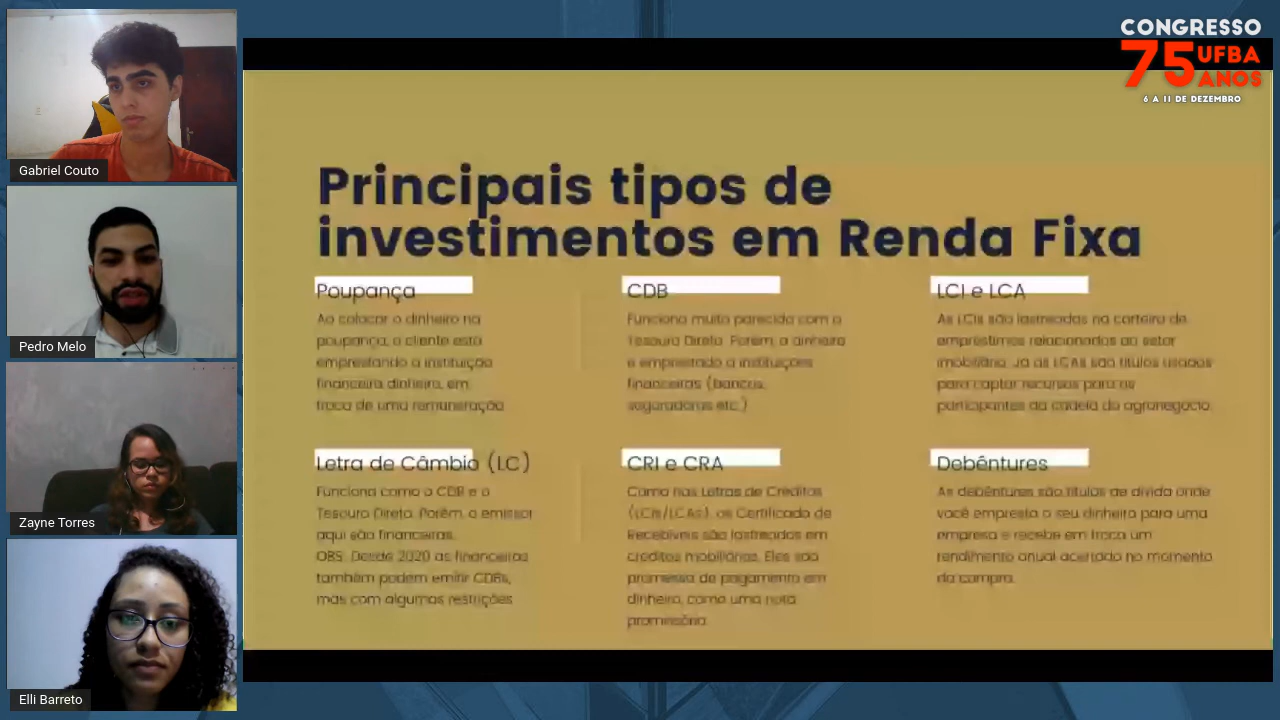 CONGRESSO
75 UFBA
ANOS
6 A 11 DE DEZEMBRO
Gabriel Couto
Pedro Melo
Zayne Torres
Elli Barreto
Principais tipos de
investimentos em Renda Fixa
Poupança
Ao colocar o dinheiro na
poupança, o cliente está
emprestando a instituição
financeira dinheiro, em
troca de uma remuneração
CDB
Funciona muito parecido com o
Tesouro Direto. Porém, o dinheiro
e emprestado a instituições
financeiras (bancos,
seguradoras etc.)
LCI e LCA
As LCIs são lastreadas na carteira de
empréstimos relacionados ao setor
imobiliário. Já as LCAs são títulos usados
para captar recursos para os
participantes da cadeia do agronegócio.
Letra de Câmbio (LC)
Funciona como o CDB e o
Tesouro Direto. Porém, o emissor
aqui são financeiras.
OBS: Desde 2020 as financeiras
também podem emitir CDBs,
mas com algumas restrições
CRI e CRA
Como nas Letras de Créditos
(LCIs/LCAs), os Certificado de
Recebíveis são lastreadas em
créditos mobiliários. Eles são
promessa de pagamento em
dinheiro, como uma nota
promissória.
Debêntures
As debêntures são títulos de dívida onde
você empresta o seu dinheiro para uma
empresa e recebe em troca um
rendimento anual acertado no momento
da compra.